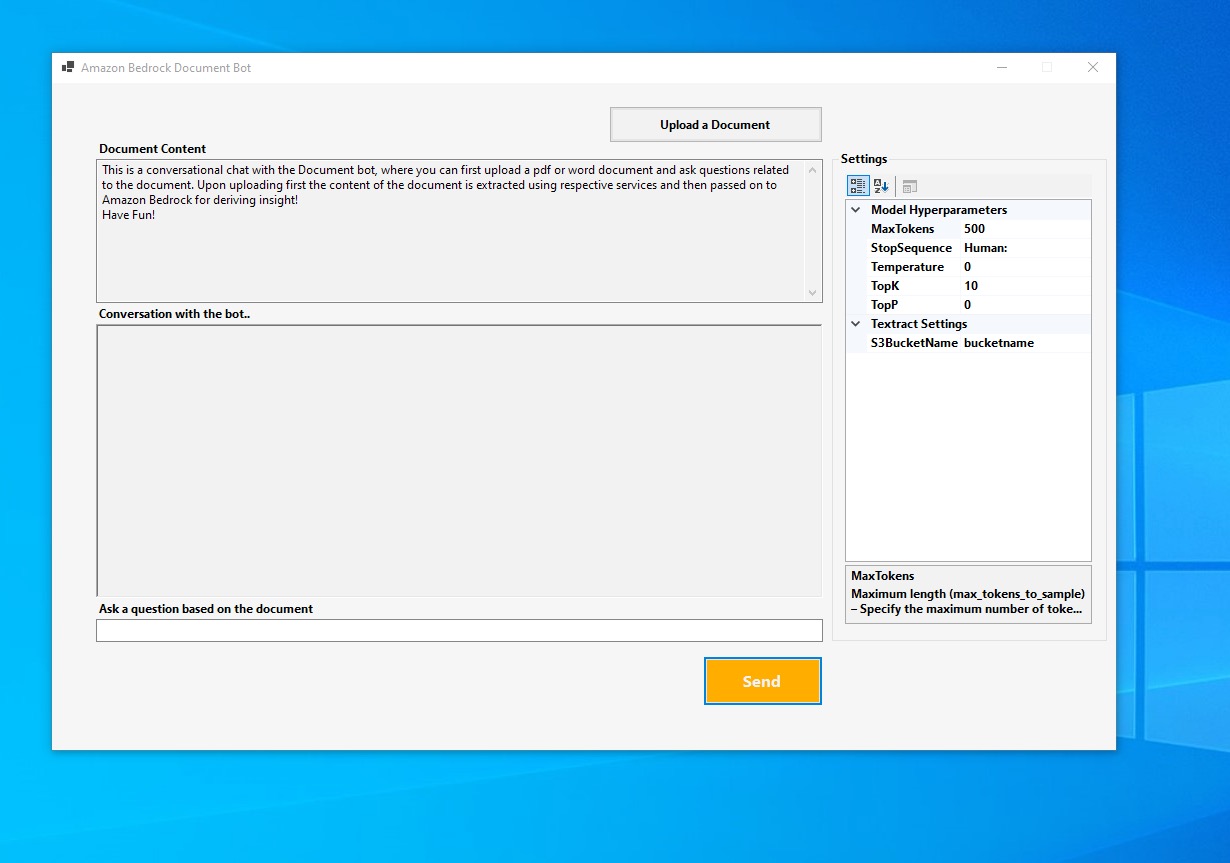 Amazon Bedrock Document Bot
Upload a Document
Document Content
This is a conversational chat with the Document bot, where you can first upload a pdf or word document and ask questions related
to the document. Upon uploading first the content of the document is extracted using respective services and then passed on to
Amazon Bedrock for deriving insight!
Have Fun!
Conversation with the bot..
Ask a question based on the document
Send
Settings
Model Hyperparameters
MaxTokens 500
StopSequence Human:
Temperature 0
TopK 10
TopP 0
Textract Settings
S3BucketName bucketname
MaxTokens
Maximum length (max_tokens_to_sample)
– Specify the maximum number of toke...